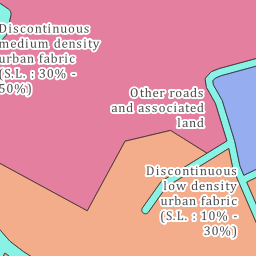 Discontinuous
medium density
urban fabric
(S.L. : 30% -
50%)
Other roads
and associated
land
Discontinuous
low density
urban fabric
(S.L. : 10% -
30%)